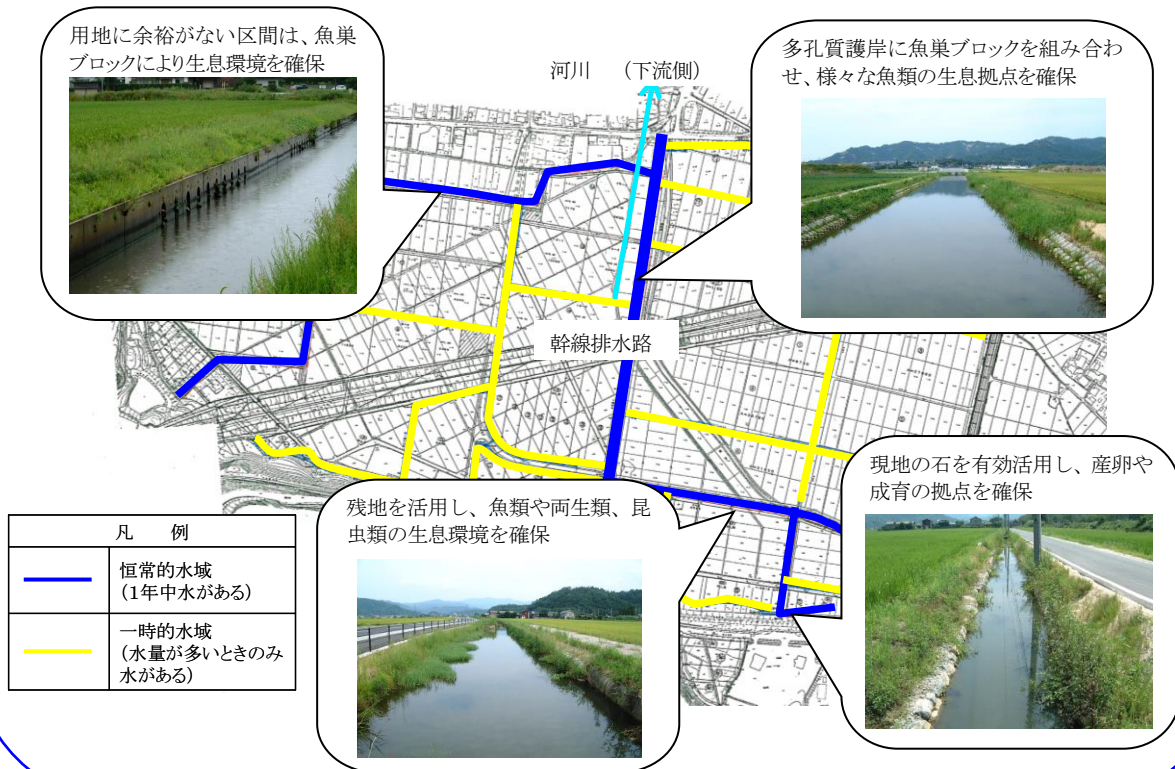 用地に余裕がない区間は、魚巣
ブロックにより生息環境を確保
河川　（下流側）
多孔質護岸に魚巣ブロックを組み合わ
せ、様々な魚類の生息拠点を確保
幹線排水路
残地を活用し、魚類や両生類、昆
虫類の生息環境を確保
現地の石を有効活用し、産卵や
成育の拠点を確保
凡　例
恒常的水域
(1年中水がある)
一時的水域
(水量が多いときのみ
水がある)